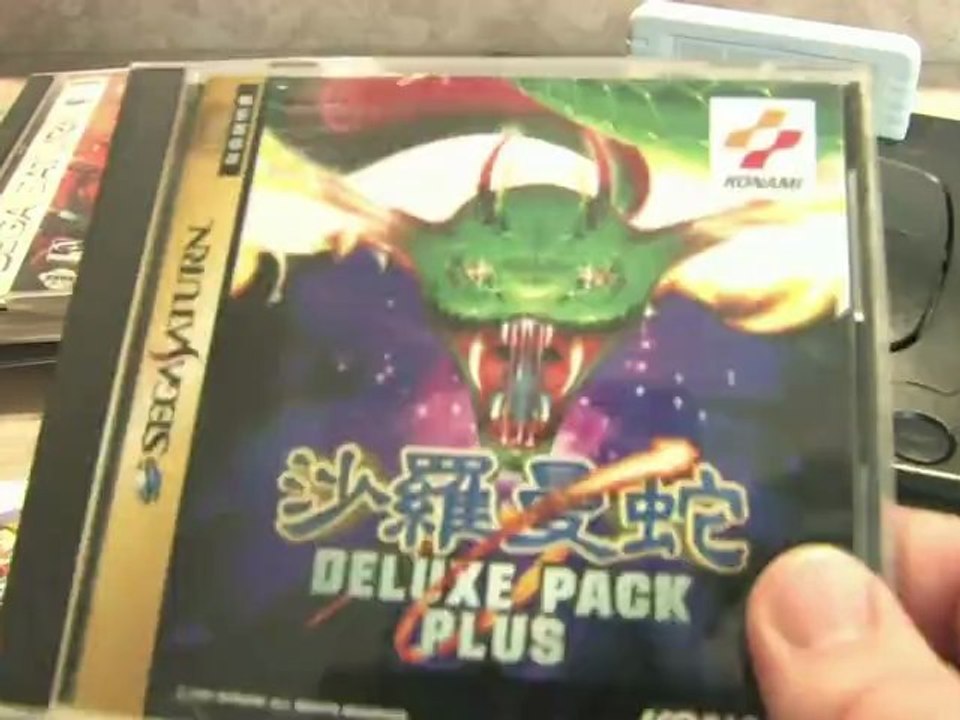 KONAMI
SEGA SATURN
沙羅曼蛇
DELUXE PACK
PLUS